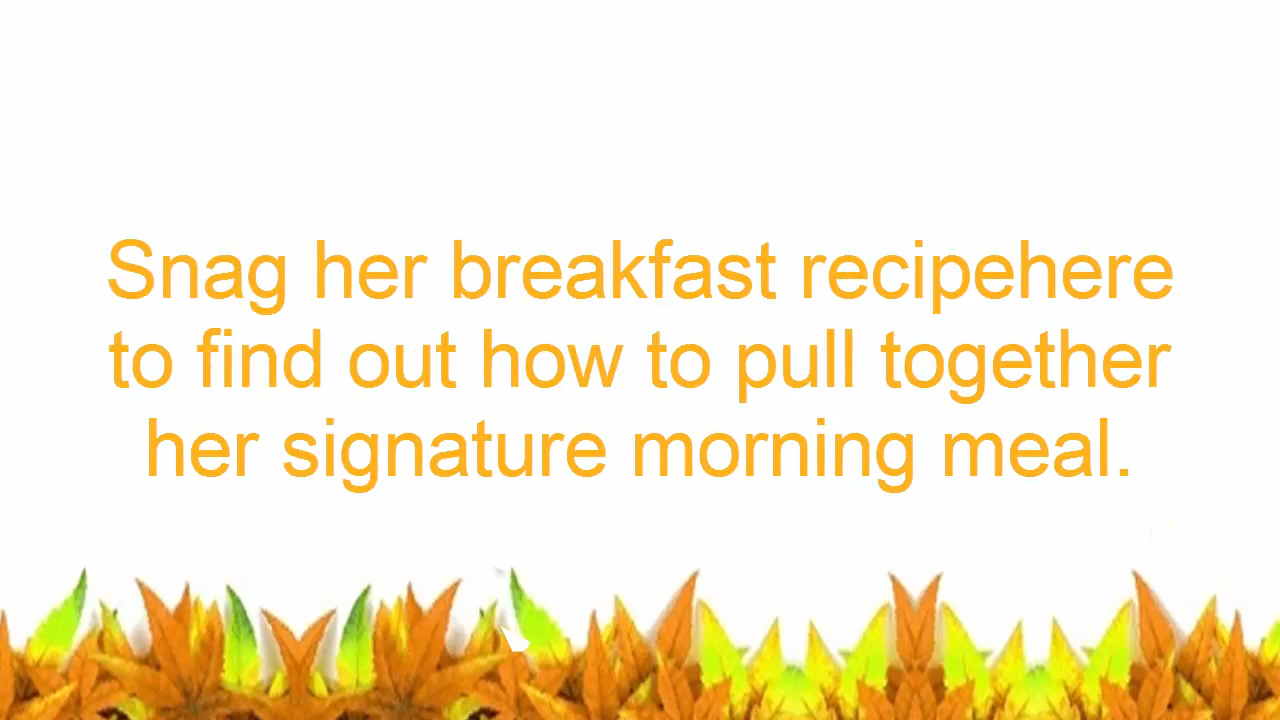 Snag her breakfast recipehere
to find out how to pull together
her signature morning meal.